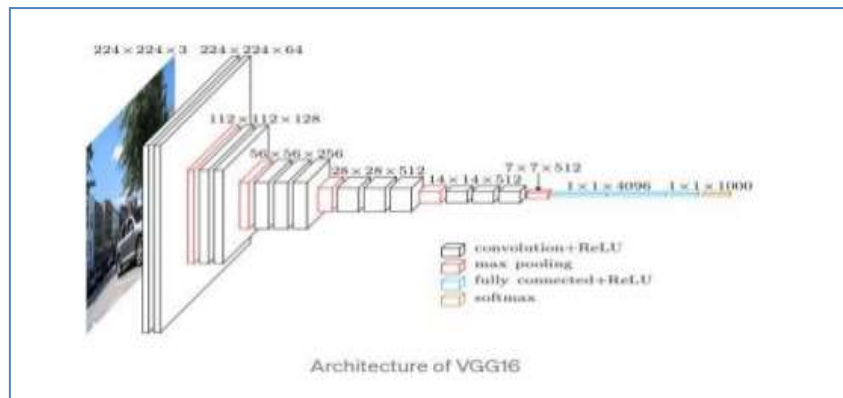 224 × 224 × 3 224 × 224 × 64
112 × 112 × 128
56 × 56 × 256
28 × 28 × 512
14 × 14 × 512
7 × 7 × 512
1 × 1 × 4096 1 × 1 × 1000
convolution+ReLU
max pooling
fully connected+ReLU
softmax
Architecture of VGG16